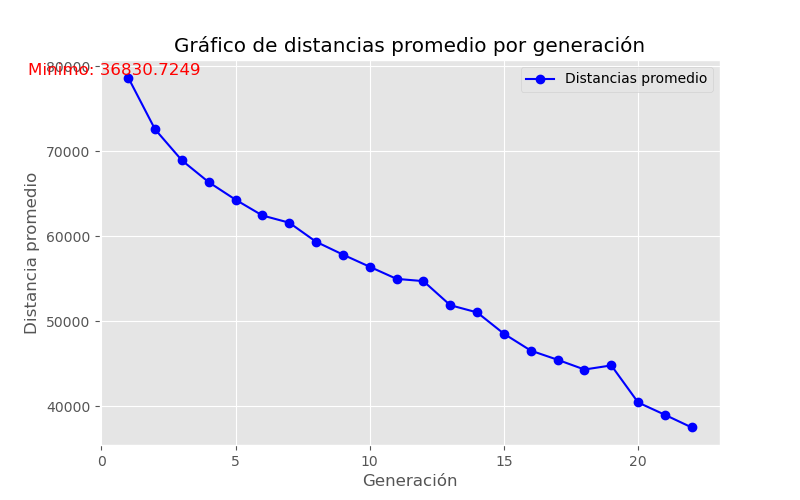 Gráfico de distancias promedio por generación
Minimo: 36830.7249
Distancias promedio
80000
70000
60000
50000
40000
Distancia promedio
0 5 10 15 20
Generación